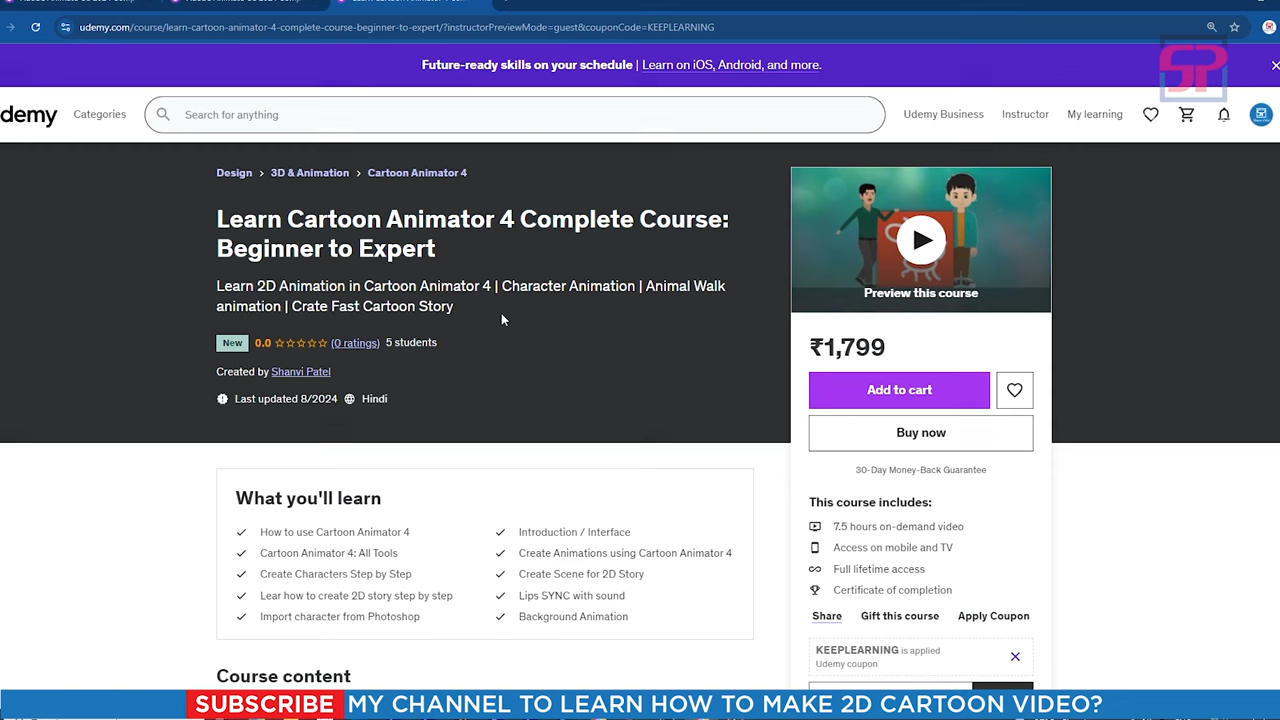 udemy.com/course/learn-cartoon-animator-4-complete-course-beginner-to-expert/?instructorPreviewMode=guest&couponCode=KEEPLEARNING
Future-ready skills on your schedule | Learn on iOS, Android, and more.
SP
demy
Categories
Search for anything
Udemy Business
Instructor
My learning
Design > 3D & Animation > Cartoon Animator 4
Learn Cartoon Animator 4 Complete Course:
Beginner to Expert
Learn 2D Animation in Cartoon Animator 4 | Character Animation | Animal Walk
animation | Crate Fast Cartoon Story
New 0.0 (0 ratings) 5 students
Created by Shanvi Patel
Last updated 8/2024 Hindi
Preview this course
₹1,799
Add to cart
Buy now
30-Day Money-Back Guarantee
This course includes:
7.5 hours on-demand video
Access on mobile and TV
Full lifetime access
Certificate of completion
Share Gift this course Apply Coupon
KEEPLEARNING is applied
Udemy coupon
What you'll learn
How to use Cartoon Animator 4
Cartoon Animator 4: All Tools
Create Characters Step by Step
Lear how to create 2D story step by step
Import character from Photoshop
Introduction / Interface
Create Animations using Cartoon Animator 4
Create Scene for 2D Story
Lips SYNC with sound
Background Animation
Course content
SUBSCRIBE MY CHANNEL TO LEARN HOW TO MAKE 2D CARTOON VIDEO?